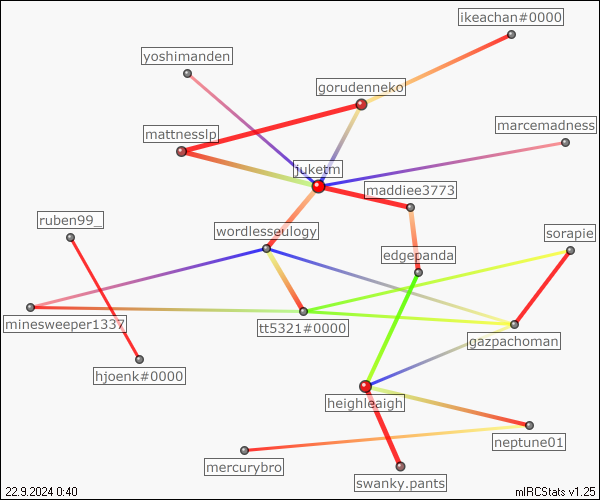 ikeachan#0000
yoshimanden
gorudenneko
mattnesslp
marcemadness
juketm
maddiee3773
ruben99_
wordlesseulogy
sorapie
edgepanda
minesweeper1337
tt5321#0000
gazpachoman
hjoenk#0000
heighleaigh
neptune01
mercurybro
swanky.pants
22.9.2024 0:40
mIRCStats v1.25